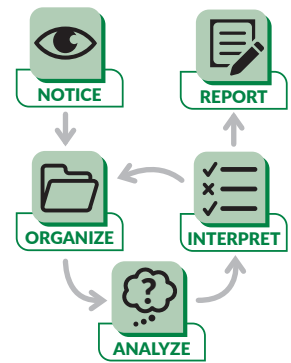 NOTICE
REPORT
ORGANIZE
INTERPRET
?
ANALYZE